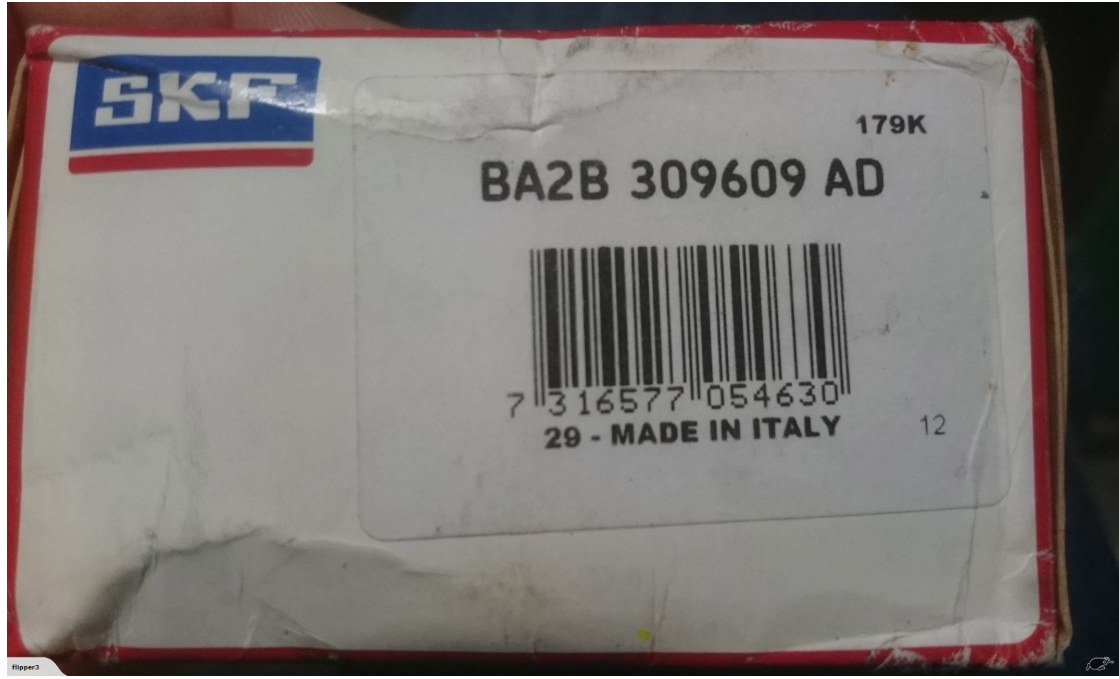 SKF
179K
BA2B 309609 AD
7 316577 054630
29 - MADE IN ITALY
12
flipper3